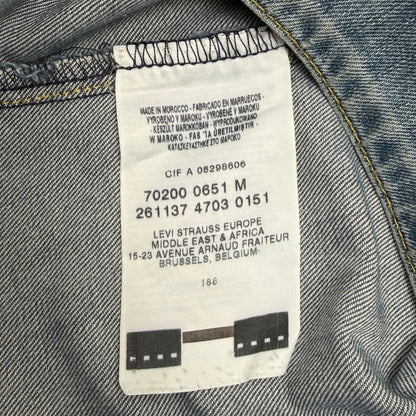 MADE IN MOROCCO - FABRICADO EN MARRUECOS
VYROBENO V MAROKU - VYROBENÉ V MAROKU
- KÉSZÜLT MAROKKÓBAN - WYPRODUKOWANO
W MAROKO - FAS 'TA ÜRETILMIŞTIR -
ΚΑΤΑΣΚΕΥΑΣΤΗΚΕ ΣΤΟ ΜΑΡΟΚΟ
CIF A 08298606
70200 0651 M
261137 4703 0151
LEVI STRAUSS EUROPE
MIDDLE EAST & AFRICA
15-23 AVENUE ARNAUD FRAITEUR
BRUSSELS, BELGIUM
186